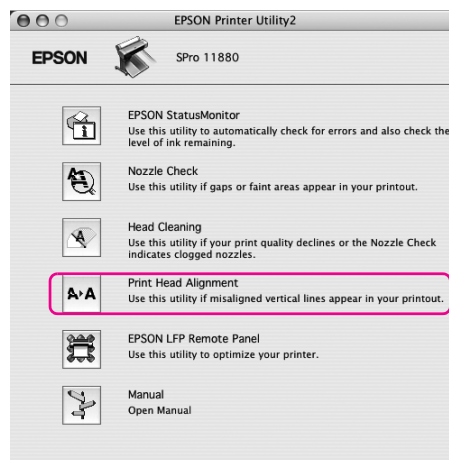 EPSON Printer Utility2
EPSON
SPro 11880
EPSON StatusMonitor
Use this utility to automatically check for errors and also check the
level of ink remaining.
Nozzle Check
Use this utility if gaps or faint areas appear in your printout.
Head Cleaning
Use this utility if your print quality declines or the Nozzle Check
indicates clogged nozzles.
A A
Print Head Alignment
Use this utility if misaligned vertical lines appear in your printout.
EPSON LFP Remote Panel
Use this utility to optimize your printer.
Manual
Open Manual